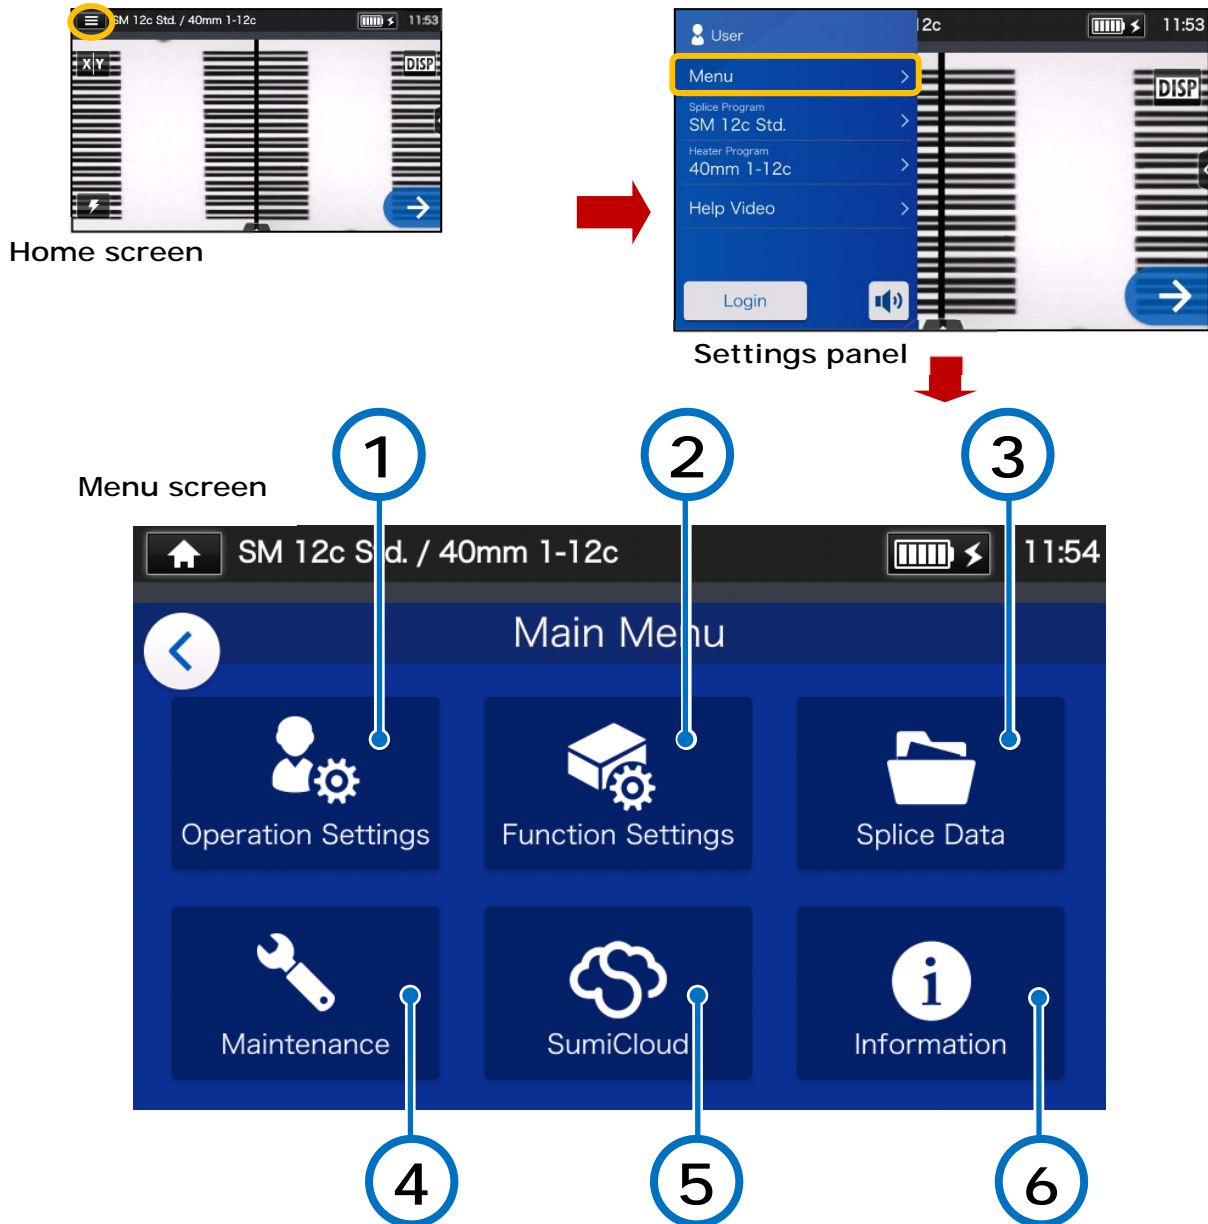 SM 12c Std. / 40mm 1-12c
11:53
X Y
DISP
Home screen
User
12c
11:53
Menu
DISP
Splice Program
SM 12c Std.
Heater Program
40mm 1-12c
Help Video
Login
Settings panel
1
2
3
Menu screen
SM 12c Std. / 40mm 1-12c
11:54
Main Menu
Operation Settings
Function Settings
Splice Data
Maintenance
SumiCloud
Information
4
5
6